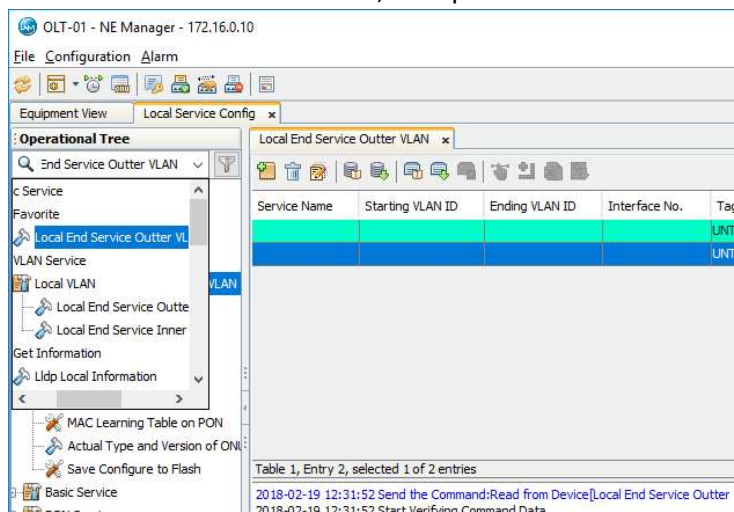 OLT-01 - NE Manager - 172.16.0.10
File Configuration Alarm
Equipment View Local Service Config x
Operational Tree
Local End Service Outter VLAN x
End Service Outter VLAN
c Service
Favorite
Local End Service Outter VL
VLAN Service
Local VLAN
VLAN
Local End Service Outte
Local End Service Inner
Get Information
Lldp Local Information
MAC Learning Table on PON
Actual Type and Version of ONU
Save Configure to Flash
Basic Service
Service Name Starting VLAN ID Ending VLAN ID Interface No. Tag
UNT
UNT
Table 1, Entry 2, selected 1 of 2 entries
2018-02-19 12:31:52 Send the Command:Read from Device[Local End Service Outter
2018-02-19 12:31:52 Start Verifying Command Data